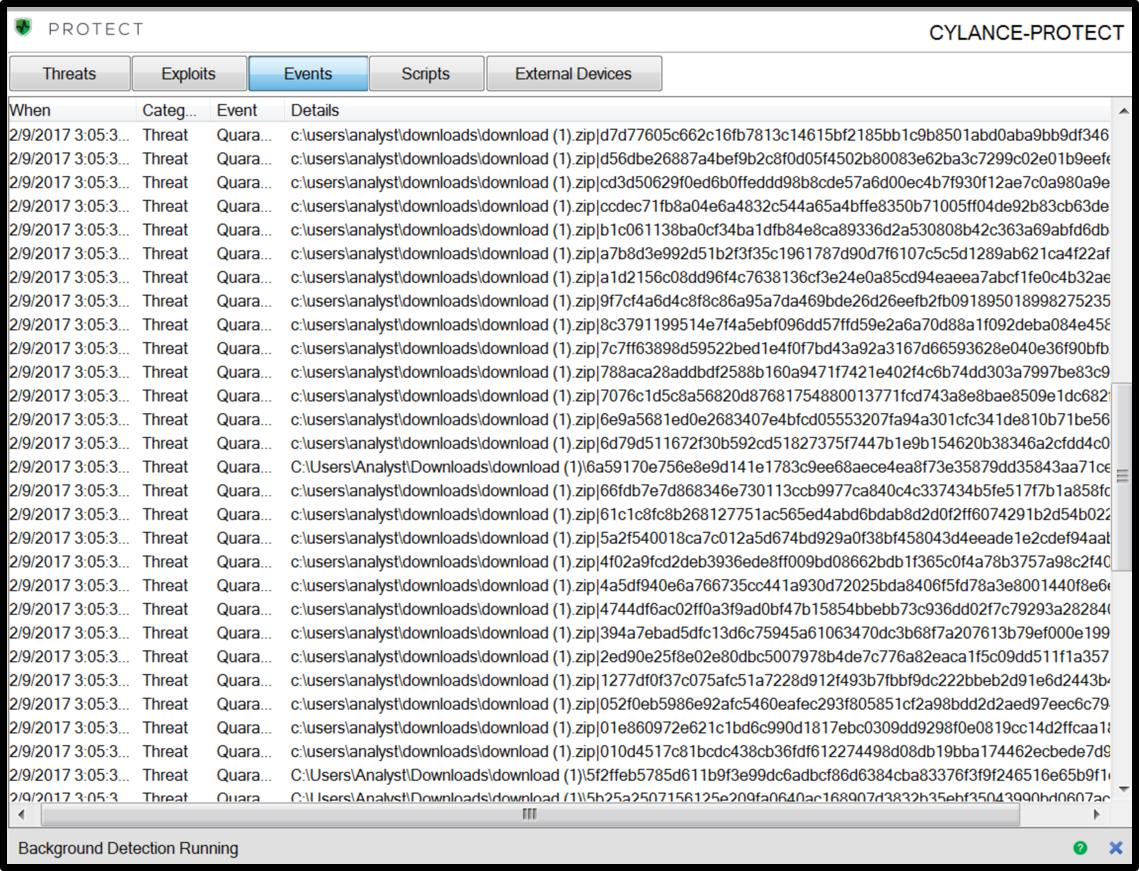 PROTECT
CYLANCE-PROTECT
Threats Exploits Events Scripts External Devices
When Categ... Event Details
2/9/2017 3:05:3... Threat Quara... c:\users\analyst\downloads\download (1).zip|d7d77605c662c16fb7813c14615bf2185bb1c9b8501abd0aba9bb9df346
2/9/2017 3:05:3... Threat Quara... c:\users\analyst\downloads\download (1).zip|d56dbe26887a4bef9b2c8f0d05f4502b80083e62ba3c7299c02e01b9eefe
2/9/2017 3:05:3... Threat Quara... c:\users\analyst\downloads\download (1).zip|cd3d50629f0ed6b0ffeddd98b8cde57a6d00ec4b7f930f12ae7c0a980a9e
2/9/2017 3:05:3... Threat Quara... c:\users\analyst\downloads\download (1).zip|ccdec71fb8a04e6a4832c544a65a4bffe8350b71005ff04de92b83cb63de
2/9/2017 3:05:3... Threat Quara... c:\users\analyst\downloads\download (1).zip|b1c061138ba0cf34ba1dfb84e8ca89336d2a530808b42c363a69abfd6db
2/9/2017 3:05:3... Threat Quara... c:\users\analyst\downloads\download (1).zip|a7b8d3e992d51b2f3f35c1961787d90d7f6107c5c5d1289ab621ca4f22af
2/9/2017 3:05:3... Threat Quara... c:\users\analyst\downloads\download (1).zip|a1d2156c08dd96f4c7638136cf3e24e0a85cd94eaeea7abcf1fe0c4b32ae
2/9/2017 3:05:3... Threat Quara... c:\users\analyst\downloads\download (1).zip|9f7cf4a6d4c8f8c86a95a7da469bde26d26eefb2fb091895018998275235
2/9/2017 3:05:3... Threat Quara... c:\users\analyst\downloads\download (1).zip|8c3791199514e7f4a5ebf096dd57ffd59e2a6a70d88a1f092deba084e458
2/9/2017 3:05:3... Threat Quara... c:\users\analyst\downloads\download (1).zip|7c7ff63898d59522bed1e4f0f7bd43a92a3167d66593628e040e36f90bfb
2/9/2017 3:05:3... Threat Quara... c:\users\analyst\downloads\download (1).zip|788aca28addbdf2588b160a9471f7421e402f4c6b74dd303a7997be83c9
2/9/2017 3:05:3... Threat Quara... c:\users\analyst\downloads\download (1).zip|7076c1d5c8a56820d87681754880013771fcd743a8e8bae8509e1dc682f
2/9/2017 3:05:3... Threat Quara... c:\users\analyst\downloads\download (1).zip|6e9a5681ed0e2683407e4bfcd05553207fa94a301cfc341de810b71be56
2/9/2017 3:05:3... Threat Quara... c:\users\analyst\downloads\download (1).zip|6d79d511672f30b592cd51827375f7447b1e9b154620b38346a2cfdd4c0
2/9/2017 3:05:3... Threat Quara... C:\Users\Analyst\Downloads\download (1)\6a59170e756e8e9d141e1783c9ee68aece4ea8f73e35879dd35843aa71ce
2/9/2017 3:05:3... Threat Quara... c:\users\analyst\downloads\download (1).zip|66fdb7e7d868346e730113ccb9977ca840c4c337434b5fe517f7b1a858fc
2/9/2017 3:05:3... Threat Quara... c:\users\analyst\downloads\download (1).zip|61c1c8fc8b268127751ac565ed4abd6bdab8d2d0f2ff6074291b2d54b022
2/9/2017 3:05:3... Threat Quara... c:\users\analyst\downloads\download (1).zip|5a2f540018ca7c012a5d674bd929a0f38bf458043d4eeade1e2cdef94aab
2/9/2017 3:05:3... Threat Quara... c:\users\analyst\downloads\download (1).zip|4f02a9fcd2deb3936ede8ff009bd08662bdb1f365c0f4a78b3757a98c2f40
2/9/2017 3:05:3... Threat Quara... c:\users\analyst\downloads\download (1).zip|4a5df940e6a766735cc441a930d72025bda8406f5fd78a3e8001440f8e6e
2/9/2017 3:05:3... Threat Quara... c:\users\analyst\downloads\download (1).zip|4744df6ac02ff0a3f9ad0bf47b15854bbebb73c936dd02f7c79293a282840
2/9/2017 3:05:3... Threat Quara... c:\users\analyst\downloads\download (1).zip|394a7ebad5dfc13d6c75945a61063470dc3b68f7a207613b79ef000e199
2/9/2017 3:05:3... Threat Quara... c:\users\analyst\downloads\download (1).zip|2ed90e25f8e02e80dbc5007978b4de7c776a82eaca1f5c09dd511f1a357
2/9/2017 3:05:3... Threat Quara... c:\users\analyst\downloads\download (1).zip|1277df0f37c075afc51a7228d912f493b7fbbf9dc222bbeb2d91e6d2443b4
2/9/2017 3:05:3... Threat Quara... c:\users\analyst\downloads\download (1).zip|052f0eb5986e92afc5460eafec293f805851cf2a98bdd2d2aed97eec6c79
2/9/2017 3:05:3... Threat Quara... c:\users\analyst\downloads\download (1).zip|01e860972e621c1bd6c990d1817ebc0309dd9298f0e0819cc14d2ffcaa18
2/9/2017 3:05:3... Threat Quara... c:\users\analyst\downloads\download (1).zip|010d4517c81bcdc438cb36fdf612274498d08db19bba174462ecbede7d9
2/9/2017 3:05:3... Threat Quara... C:\Users\Analyst\Downloads\download (1)\5f2ffeb5785d611b9f3e99dc6adbcf86d6384cba83376f3f9f246516e65b9f1
2/9/2017 3:05:3 Threat Quara... C:\Users\Analyst\Downloads\download (1)\5b25a2507156125e209fa0640ac168907d3832b35ebf35043990bd0607ac
Background Detection Running